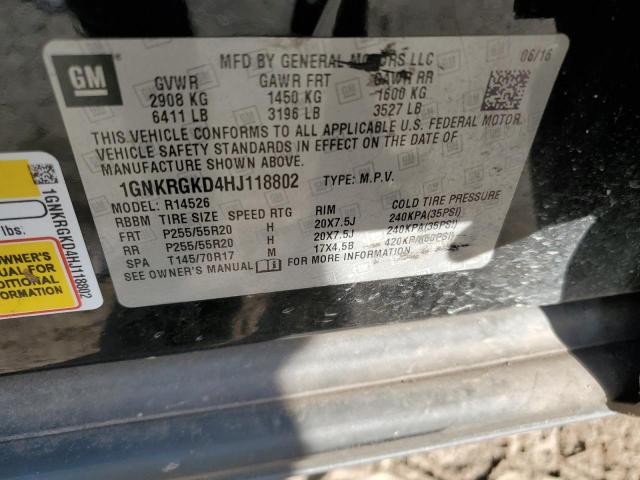 GM
MFD BY GENERAL MOTORS LLC 06/16
GVWR GAWR FRT GAWR RR
2908 KG 1450 KG 1600 KG
6411 LB 3196 LB 3527 LB
THIS VEHICLE CONFORMS TO ALL APPLICABLE U.S. FEDERAL MOTOR
VEHICLE SAFETY STANDARDS IN EFFECT ON THE DATE OF
MANUFACTURE SHOWN ABOVE.
1GNKRGKD4HJ118802 TYPE: M.P.V.
MODEL: R14526
RBBM TIRE SIZE SPEED RTG RIM COLD TIRE PRESSURE
FRT P255/55R20 H 20X7.5J 240KPA(35PSI)
RR P255/55R20 H 20X7.5J 240KPA(35PSI)
SPA T145/70R17 M 17X4.5B 420KPA(60PSI)
SEE OWNER'S MANUAL FOR MORE INFORMATION
1GNKRGKD4HJ118802
lbs.
OWNER'S
UAL FOR
DITIONAL
ORMATION